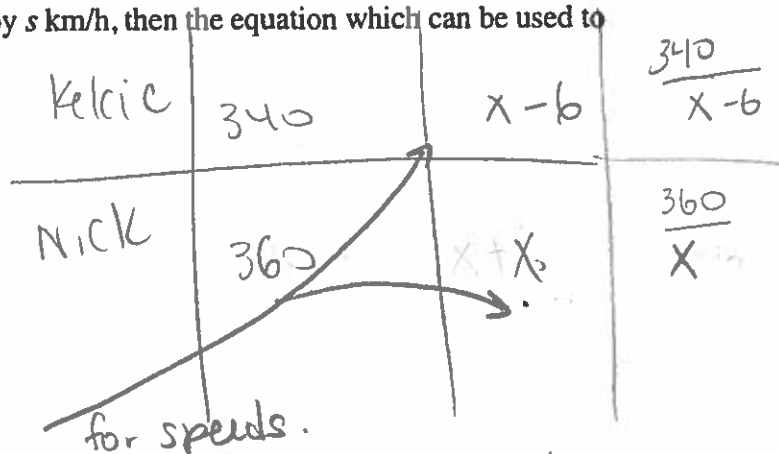 by s km/h, then the equation which can be used to
Kelcie 340 x-6 340/x-6
Nick 360 x 360/x
for speeds.